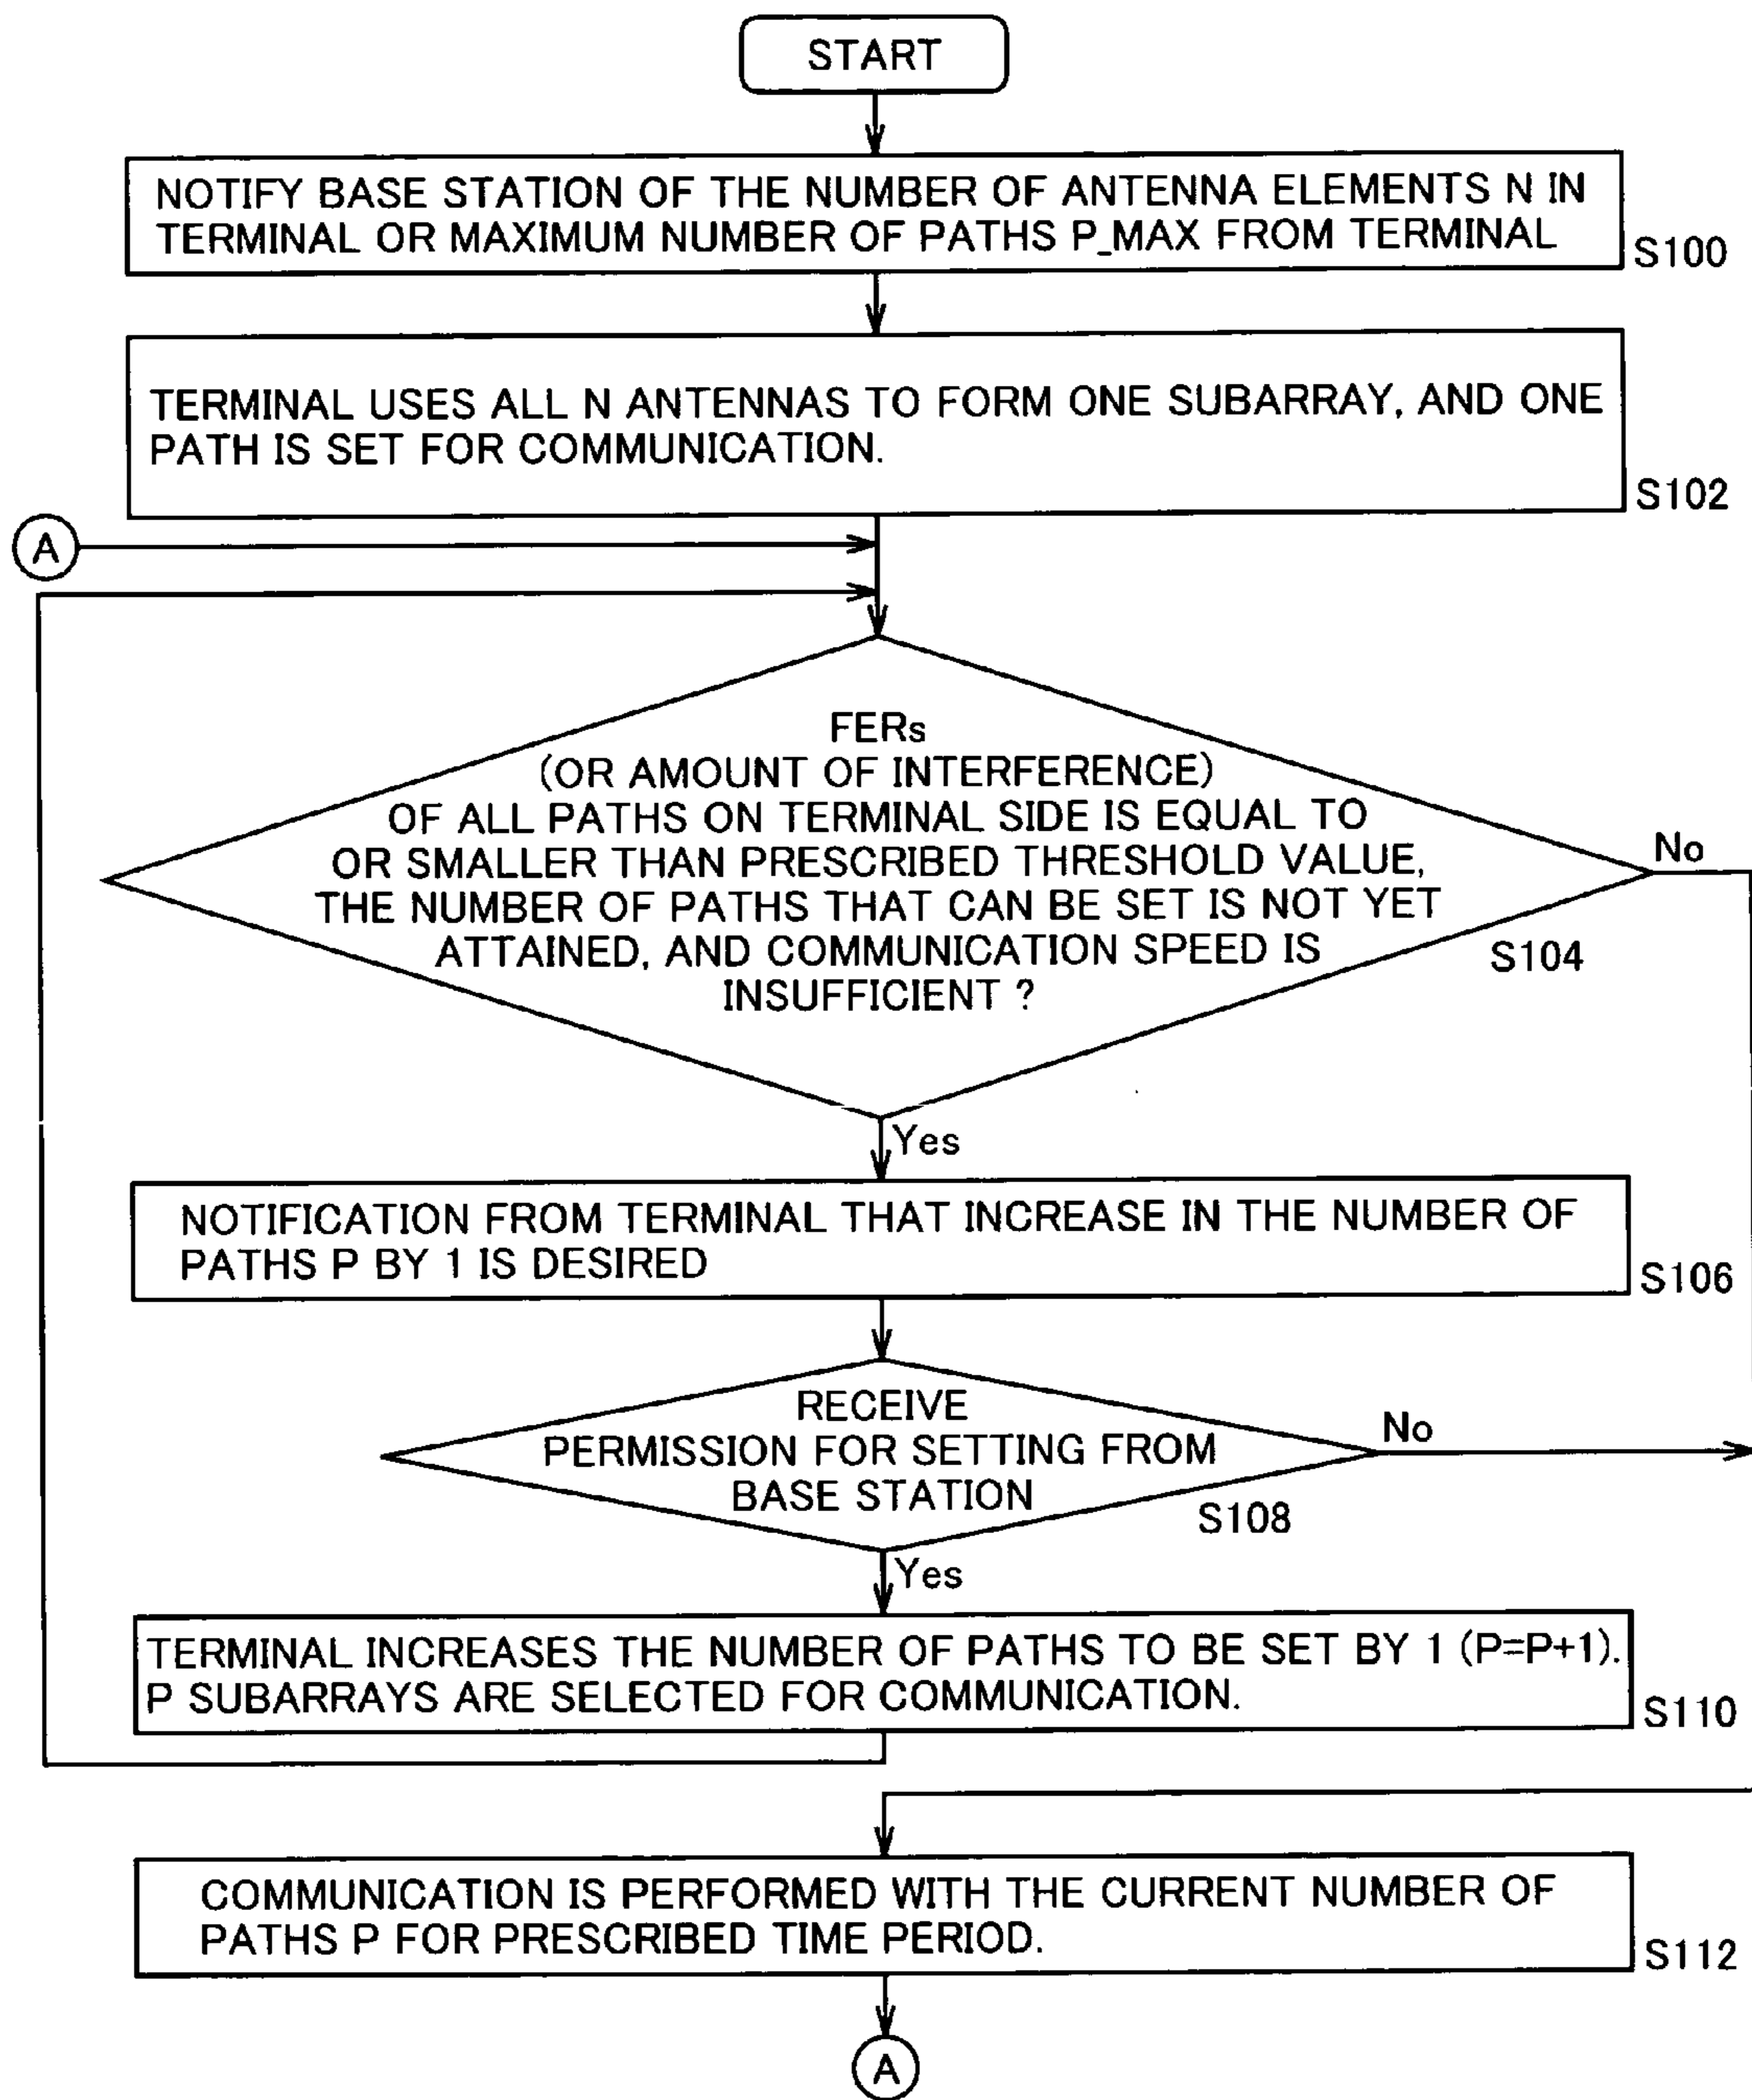 START
NOTIFY BASE STATION OF THE NUMBER OF ANTENNA ELEMENTS N IN
TERMINAL OR MAXIMUM NUMBER OF PATHS P_MAX FROM TERMINAL
S100
TERMINAL USES ALL N ANTENNAS TO FORM ONE SUBARRAY, AND ONE
PATH IS SET FOR COMMUNICATION.
S102
A
FERs
(OR AMOUNT OF INTERFERENCE)
OF ALL PATHS ON TERMINAL SIDE IS EQUAL TO
OR SMALLER THAN PRESCRIBED THRESHOLD VALUE,
THE NUMBER OF PATHS THAT CAN BE SET IS NOT YET
ATTAINED, AND COMMUNICATION SPEED IS
INSUFFICIENT ?
No
S104
Yes
NOTIFICATION FROM TERMINAL THAT INCREASE IN THE NUMBER OF
PATHS P BY 1 IS DESIRED
S106
RECEIVE
PERMISSION FOR SETTING FROM
BASE STATION
No
S108
Yes
TERMINAL INCREASES THE NUMBER OF PATHS TO BE SET BY 1 (P=P+1).
P SUBARRAYS ARE SELECTED FOR COMMUNICATION.
S110
COMMUNICATION IS PERFORMED WITH THE CURRENT NUMBER OF
PATHS P FOR PRESCRIBED TIME PERIOD.
S112
A